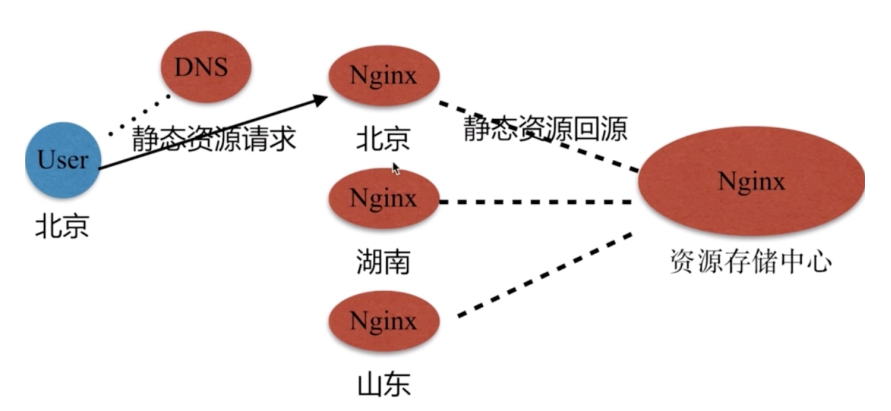 DNS
Nginx
静态资源请求
北京
静态资源回源
User
北京
Nginx
湖南
Nginx
资源存储中心
Nginx
山东